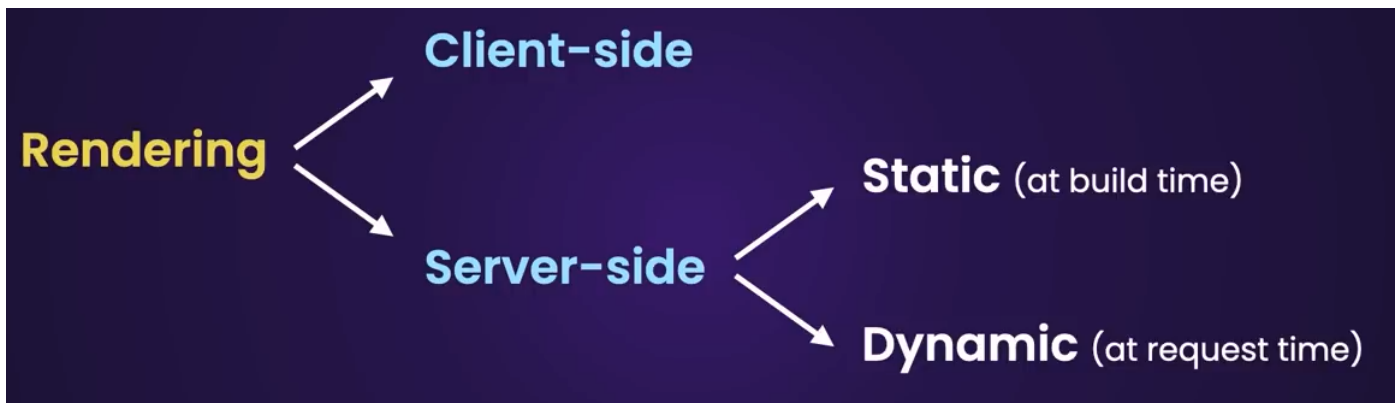 Client-side
Rendering
Static (at build time)
Server-side
Dynamic (at request time)